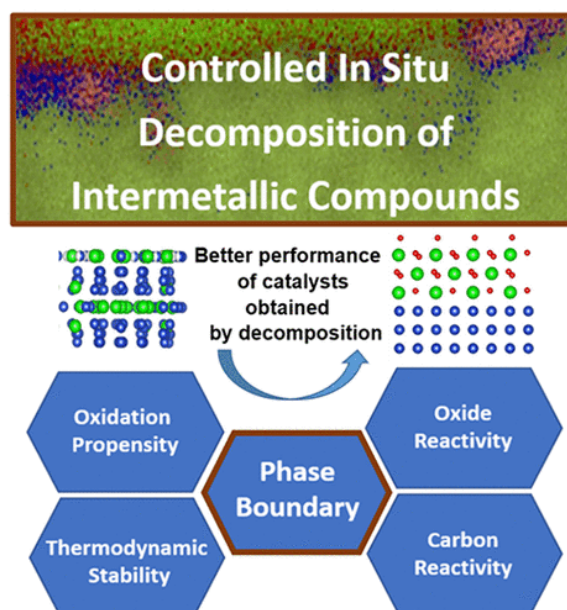 Controlled In Situ
Decomposition of
Intermetallic Compounds
Better performance
of catalysts
obtained
by decomposition
Oxidation
Propensity
Oxide
Reactivity
Phase
Boundary
Thermodynamic
Stability
Carbon
Reactivity